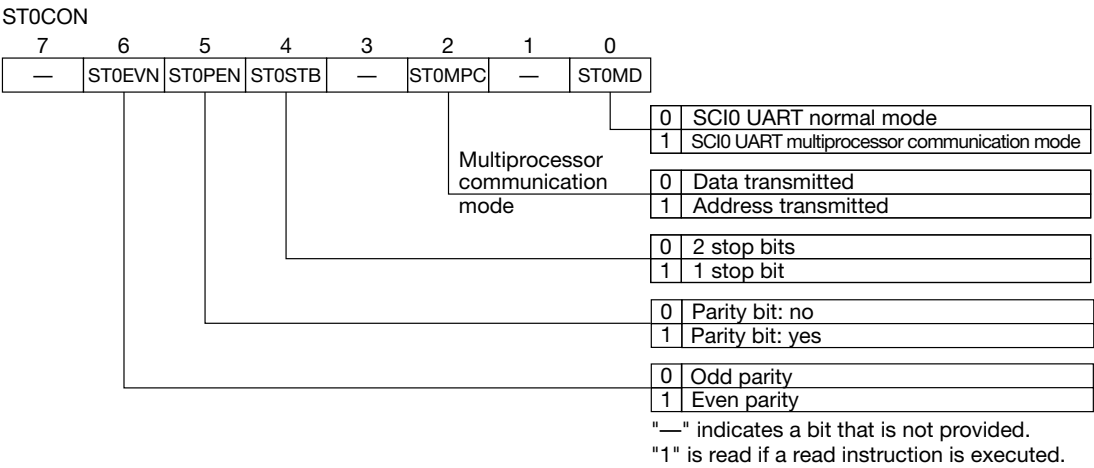 ST0CON
7 6 5 4 3 2 1 0
— ST0EVN ST0PEN ST0STB — ST0MPC — ST0MD
0 SCI0 UART normal mode
1 SCI0 UART multiprocessor communication mode
Multiprocessor
communication
mode
0 Data transmitted
1 Address transmitted
0 2 stop bits
1 1 stop bit
0 Parity bit: no
1 Parity bit: yes
0 Odd parity
1 Even parity
"—" indicates a bit that is not provided.
"1" is read if a read instruction is executed.